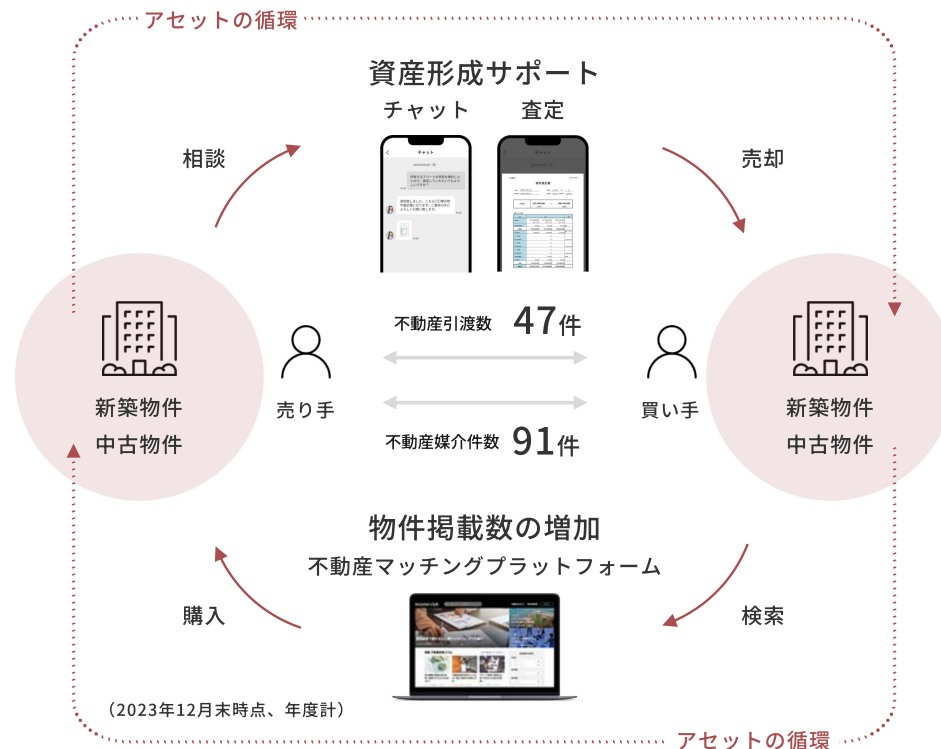 アセットの循環
資産形成サポート
チャット
査定
相談
売却
チャット
不動産引渡数 47件
新築物件
中古物件
売り手
買い手
新築物件
中古物件
不動産媒介件数 91件
物件掲載数の増加
不動産マッチングプラットフォーム
購入
検索
（2023年12月末時点、年度計）
アセットの循環